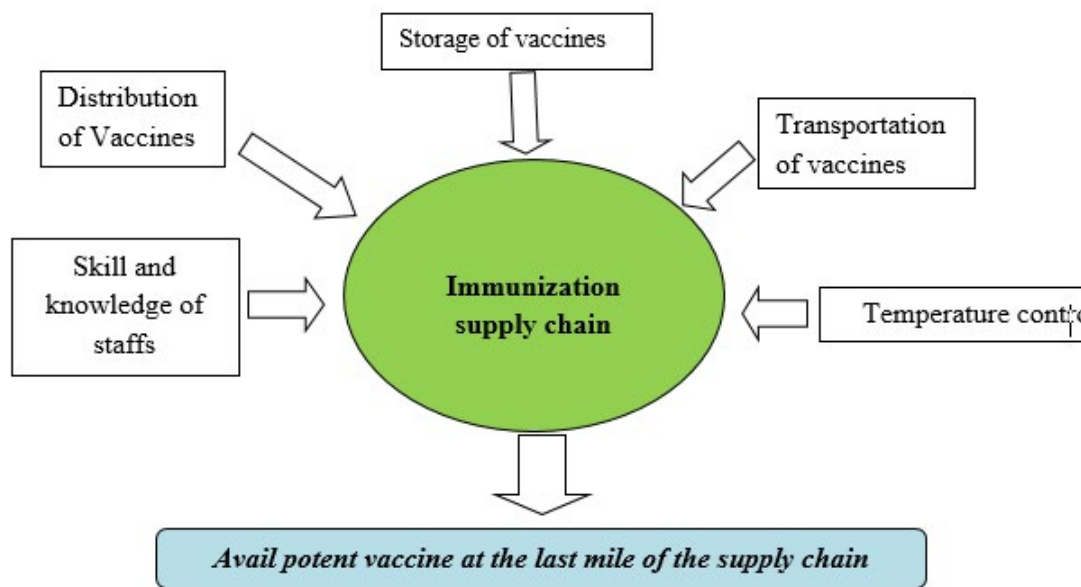 Storage of vaccines
Distribution
of Vaccines
Transportation
of vaccines
Skill and
knowledge of
staffs
Immunization
supply chain
Temperature contro
Avail potent vaccine at the last mile of the supply chain